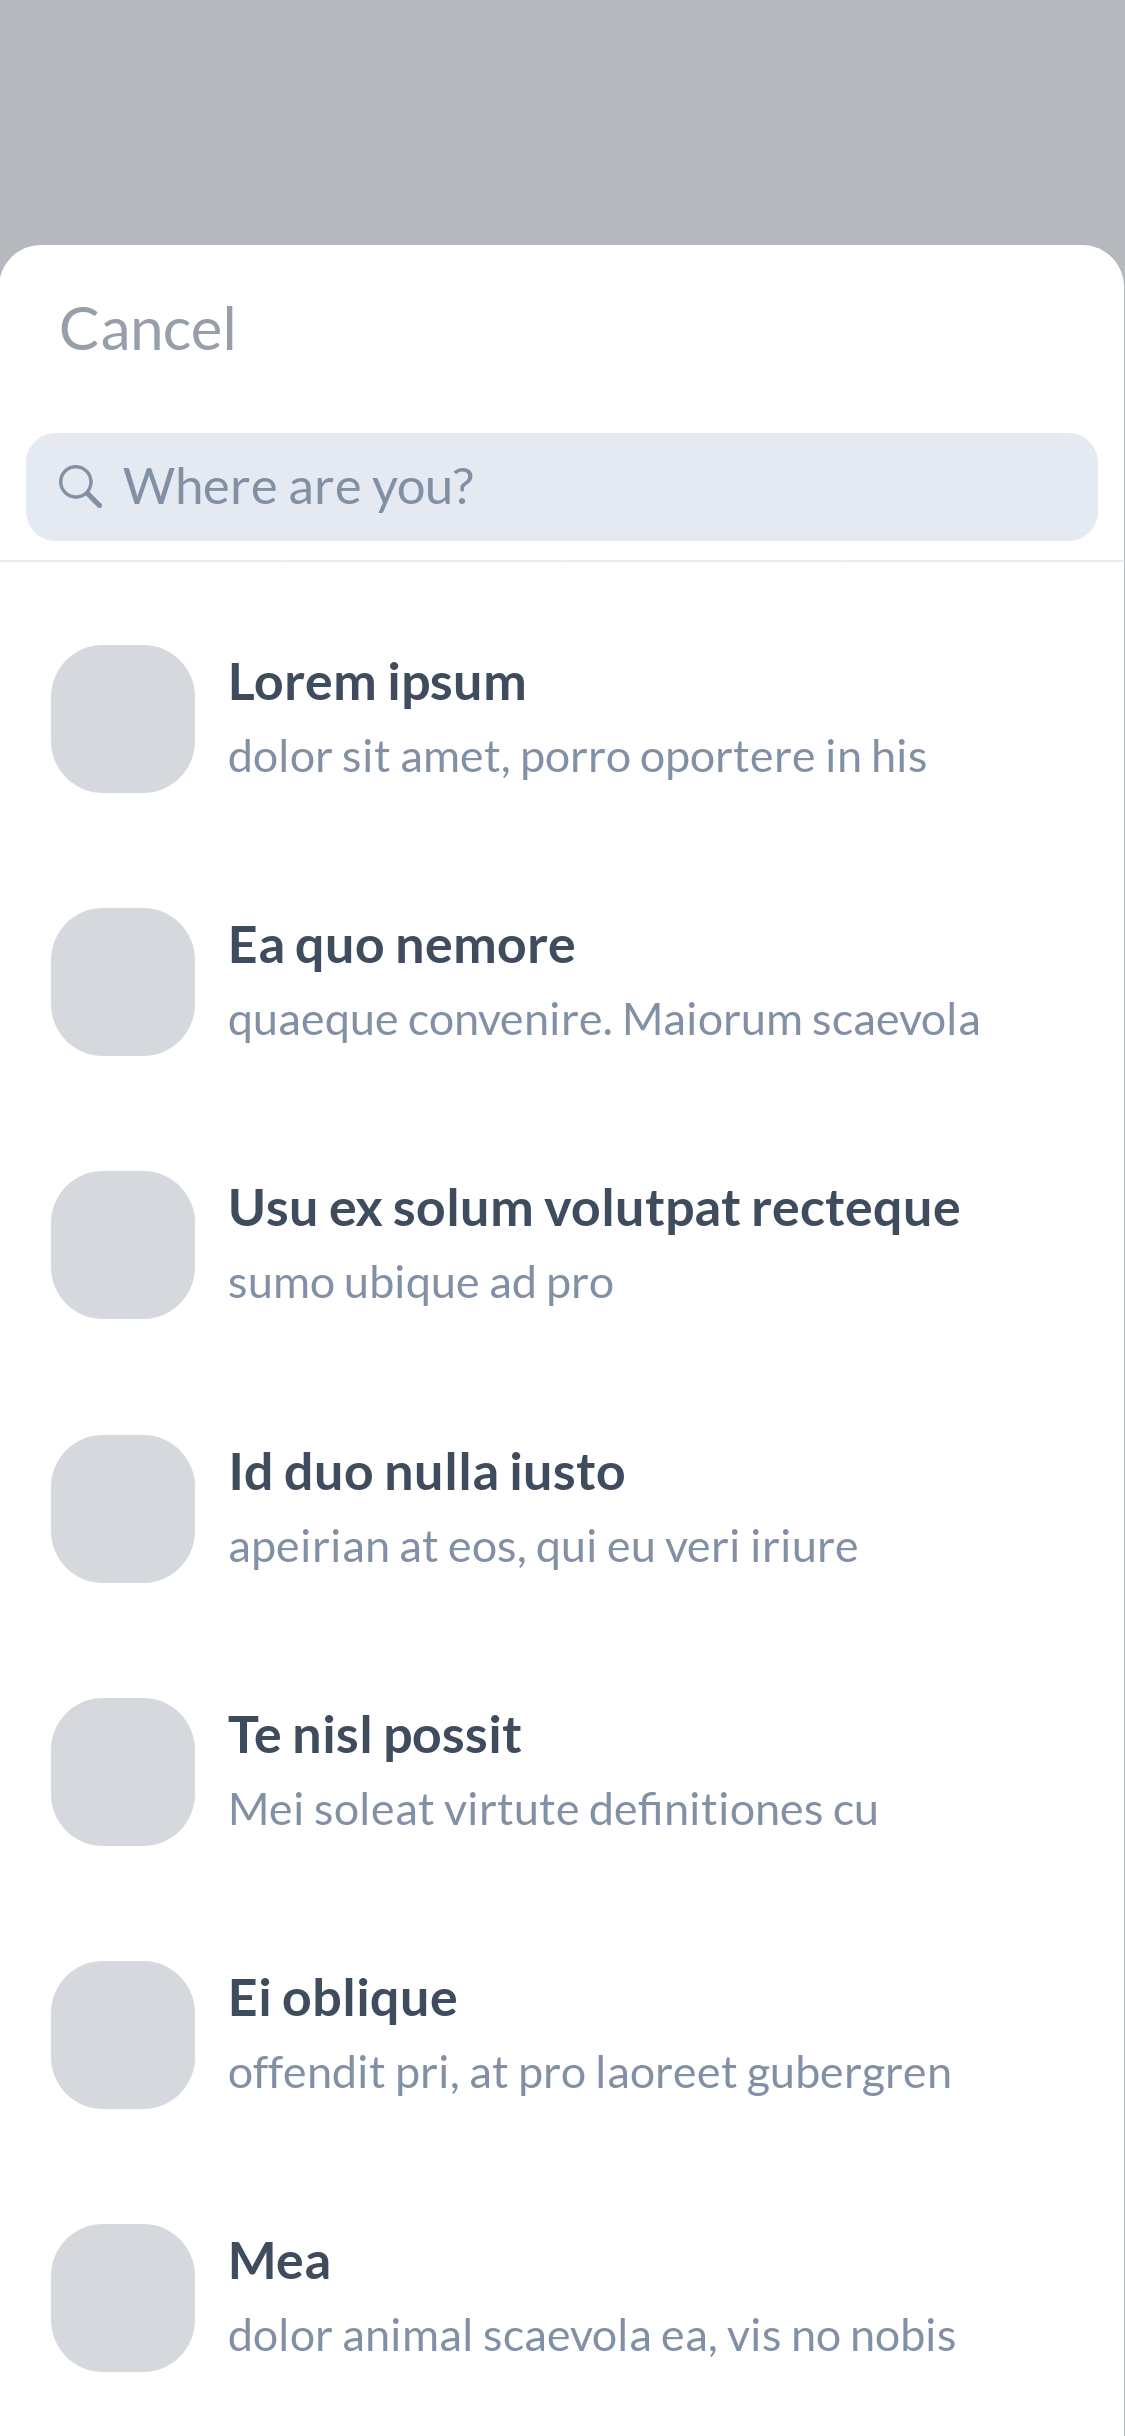 Cancel
Where are you?
Lorem ipsum
dolor sit amet, porro oportere in his
Ea quo nemore
quaeque convenire. Maiorum scaevola
Usu ex solum volutpat recteque
sumo ubique ad pro
Id duo nulla iusto
apeirian at eos, qui eu veri iriure
Te nisl possit
Mei soleat virtute definitiones cu
Ei oblique
offendit pri, at pro laoreet gubergren
Mea
dolor animal scaevola ea, vis no nobis